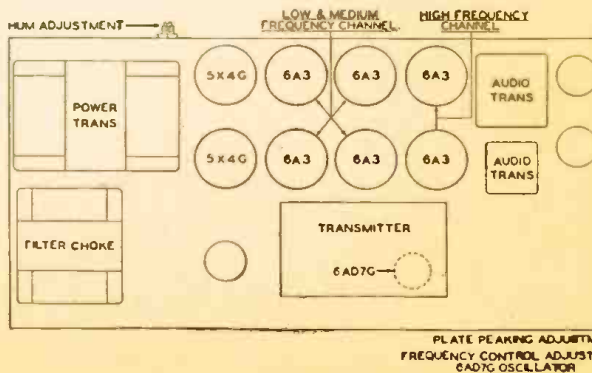 HUM ADJUSTMENT
LOW & MEDIUM
FREQUENCY CHANNEL.
HIGH FREQUENCY
CHANNEL
5X4G
6A3
6A3
6A3
AUDIO
TRANS
POWER
TRANS
5X4G
6A3
6A3
6A3
AUDIO
TRANS
FILTER CHOKE
TRANSMITTER
6AD7G
PLATE PEAKING ADJUSTM
FREQUENCY CONTROL ADJUST
6AD7G OSCILLATOR